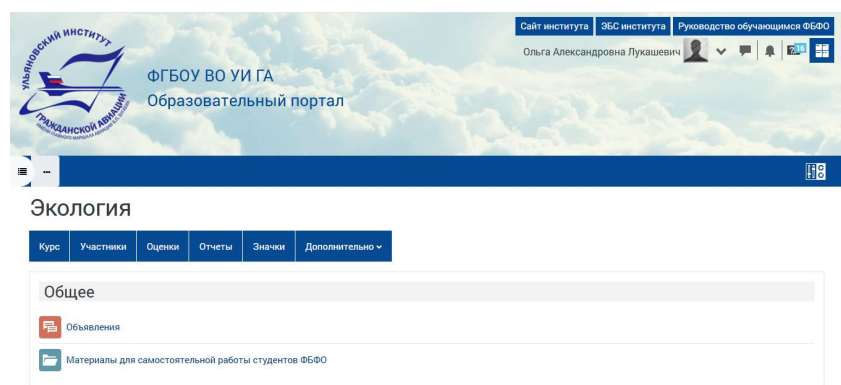 Сайт института ЭБС института Руководство обучающимся ФБФО
Ольга Александровна Лукашевич 16
УЛЬЯНОВСКИЙ ИНСТИТУТ
ГРАЖДАНСКОЙ АВИАЦИИ
ФГБОУ ВО УИ ГА
Образовательный портал
Экология
Курс Участники Оценки Отчеты Значки Дополнительно
Общее
Объявления
Материалы для самостоятельной работы студентов ФБФО